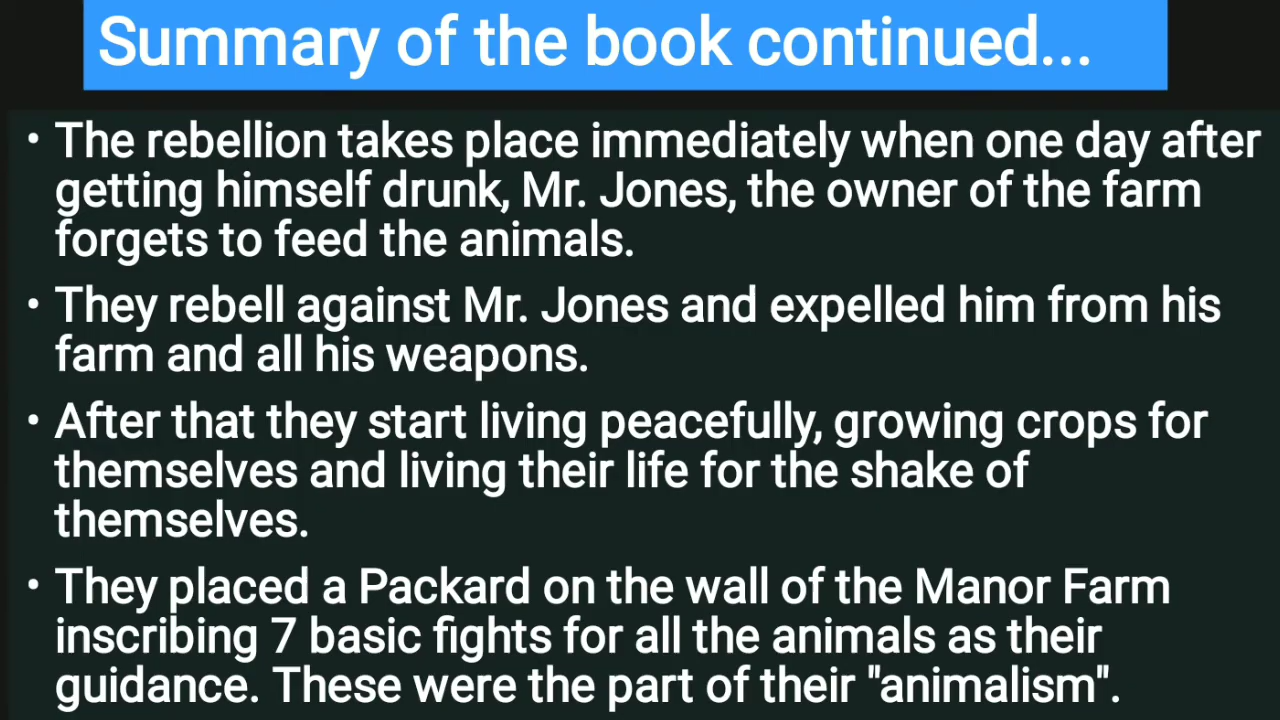 Summary of the book continued...
• The rebellion takes place immediately when one day after
getting himself drunk, Mr. Jones, the owner of the farm
forgets to feed the animals.
• They rebell against Mr. Jones and expelled him from his
farm and all his weapons.
• After that they start living peacefully, growing crops for
themselves and living their life for the shake of
themselves.
• They placed a Packard on the wall of the Manor Farm
inscribing 7 basic fights for all the animals as their
guidance. These were the part of their "animalism".